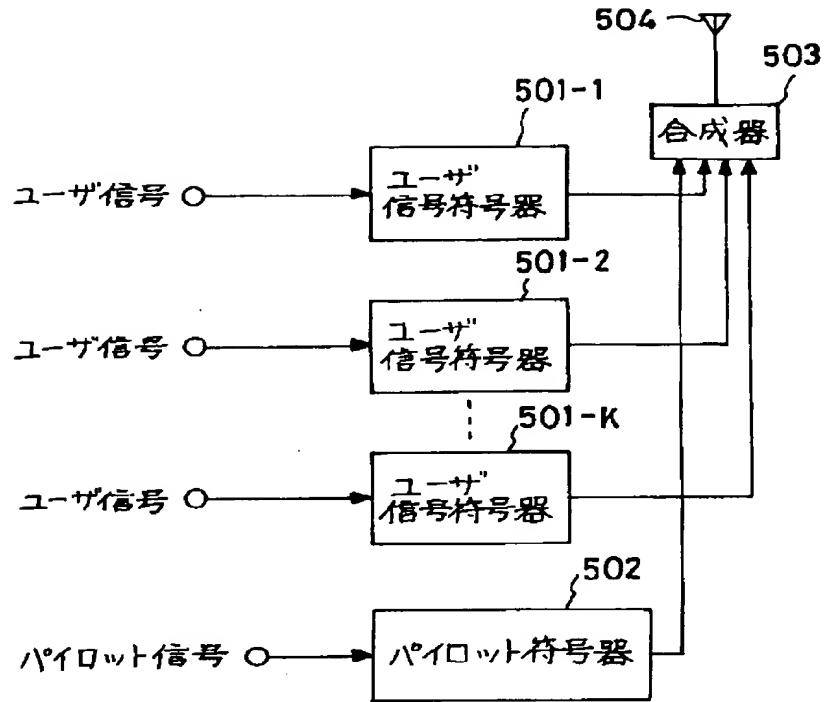 504
503
合成器
501-1
ユーザ信号
ユーザ
信号符号器
501-2
ユーザ信号
ユーザ
信号符号器
501-K
ユーザ信号
ユーザ
信号符号器
502
パイロット信号
パイロット符号器